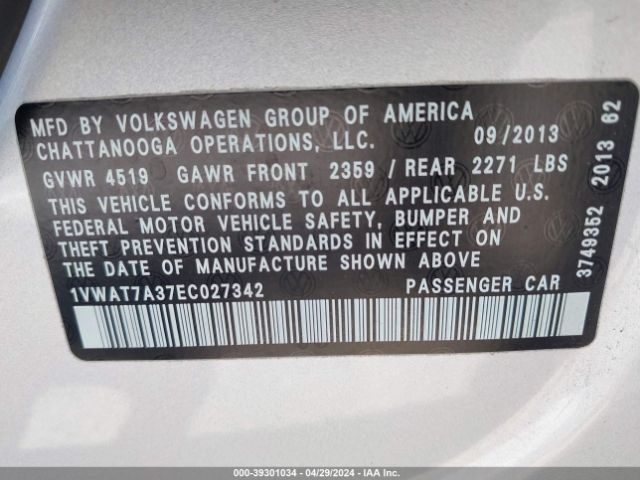 MFD BY VOLKSWAGEN GROUP OF AMERICA
CHATTANOOGA OPERATIONS, LLC. 09/2013
GVWR 4519 GAWR FRONT 2359 / REAR 2271 LBS
THIS VEHICLE CONFORMS TO ALL APPLICABLE U.S.
FEDERAL MOTOR VEHICLE SAFETY, BUMPER AND
THEFT PREVENTION STANDARDS IN EFFECT ON
THE DATE OF MANUFACTURE SHOWN ABOVE.
1VWAT7A37EC027342 PASSENGER CAR
3749352 2013 62
000-39301034 - 04/29/2024 - IAA Inc.